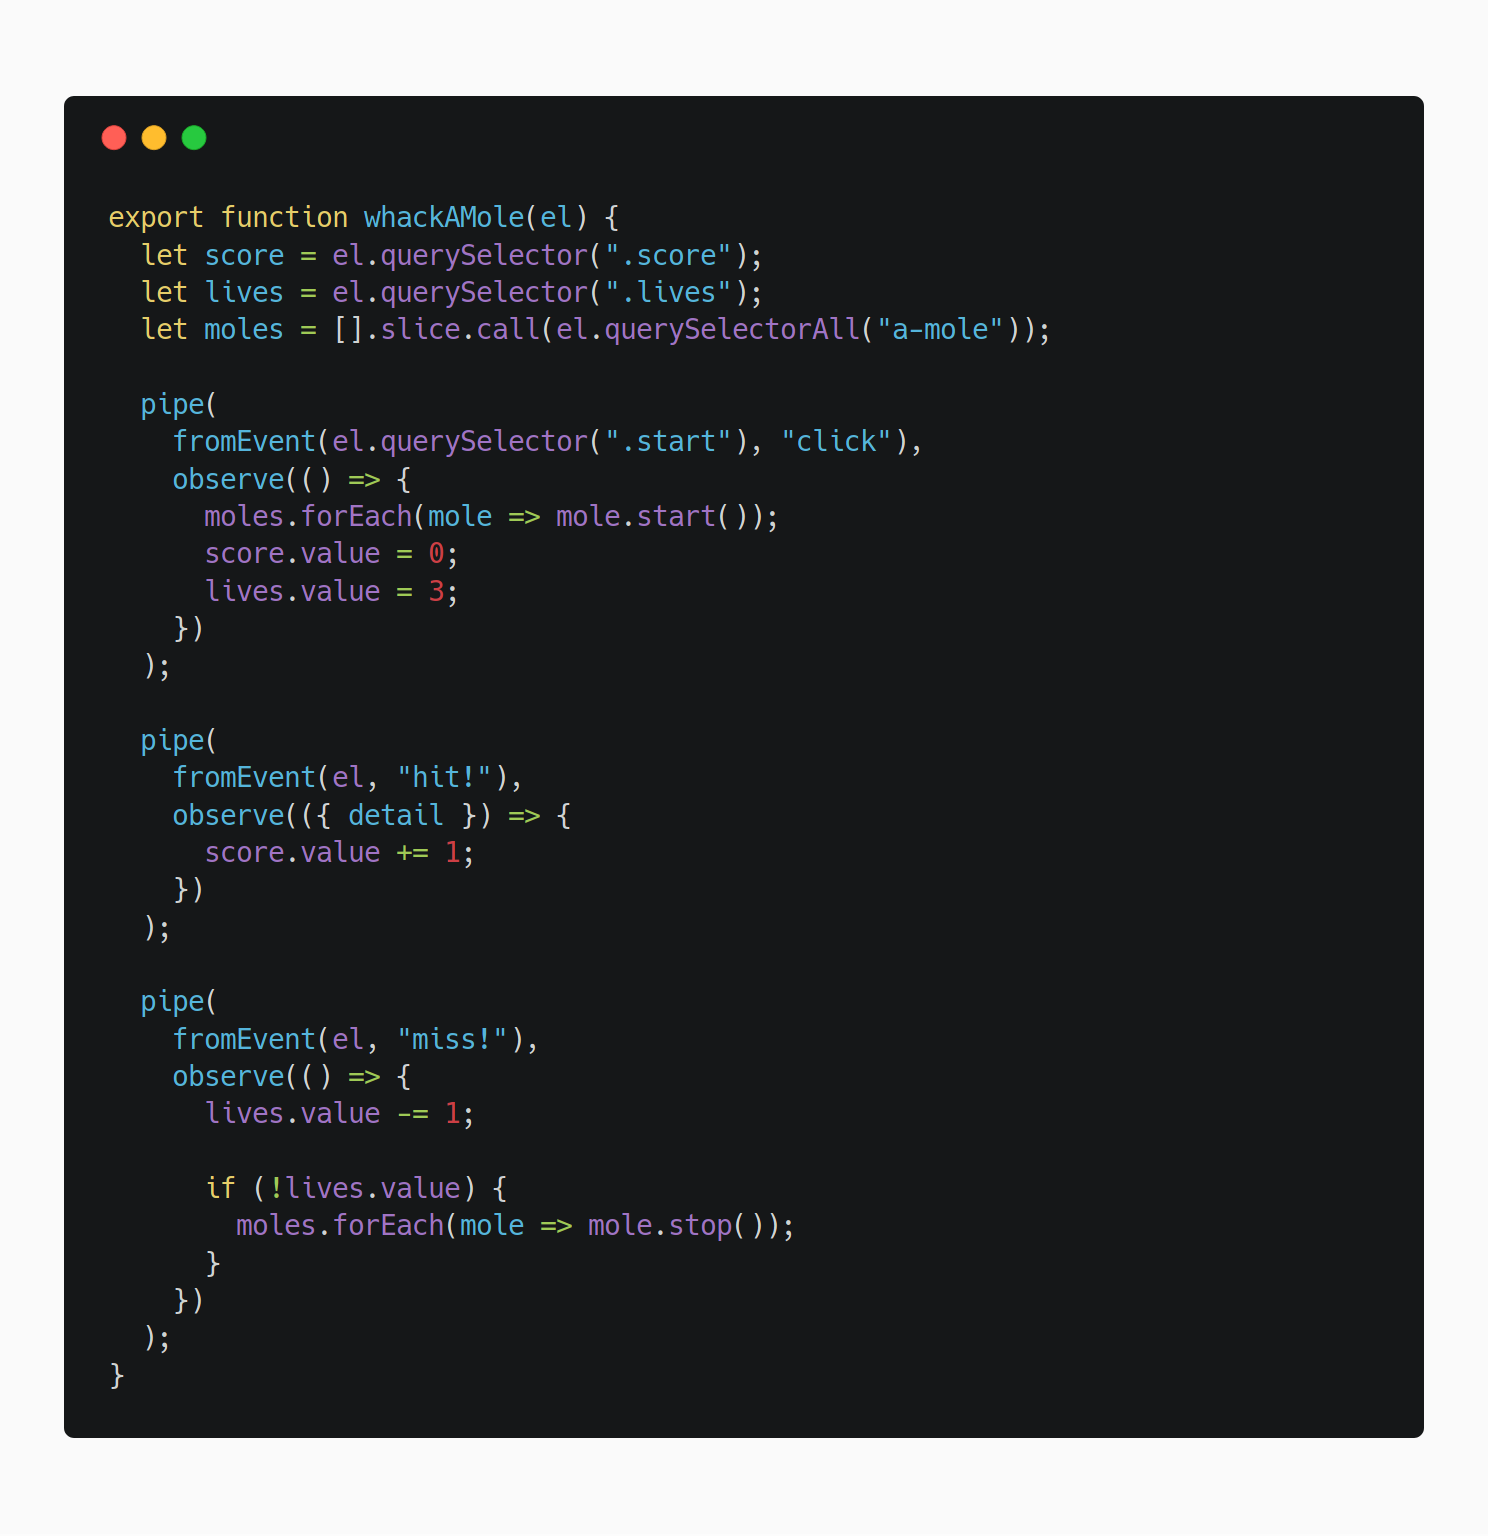 export function whackAMole(el) {
  let score = el.querySelector(".score");
  let lives = el.querySelector(".lives");
  let moles = [].slice.call(el.querySelectorAll("a-mole"));

  pipe(
    fromEvent(el.querySelector(".start"), "click"),
    observe(() => {
      moles.forEach(mole => mole.start());
      score.value = 0;
      lives.value = 3;
    })
  );

  pipe(
    fromEvent(el, "hit!"),
    observe(({ detail }) => {
      score.value += 1;
    })
  );

  pipe(
    fromEvent(el, "miss!"),
    observe(() => {
      lives.value -= 1;

      if (!lives.value) {
        moles.forEach(mole => mole.stop());
      }
    })
  );
}